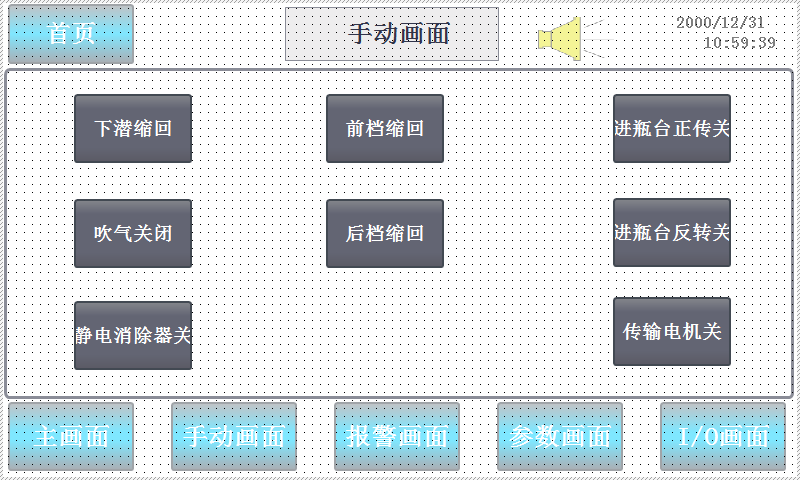 首页
手动画面
2000/12/31
10:59:39
下潜缩回
前档缩回
进瓶台正传关
吹气关闭
后档缩回
进瓶台反转关
静电消除器关
传输电机关
主画面
手动画面
报警画面
参数画面
I/O画面